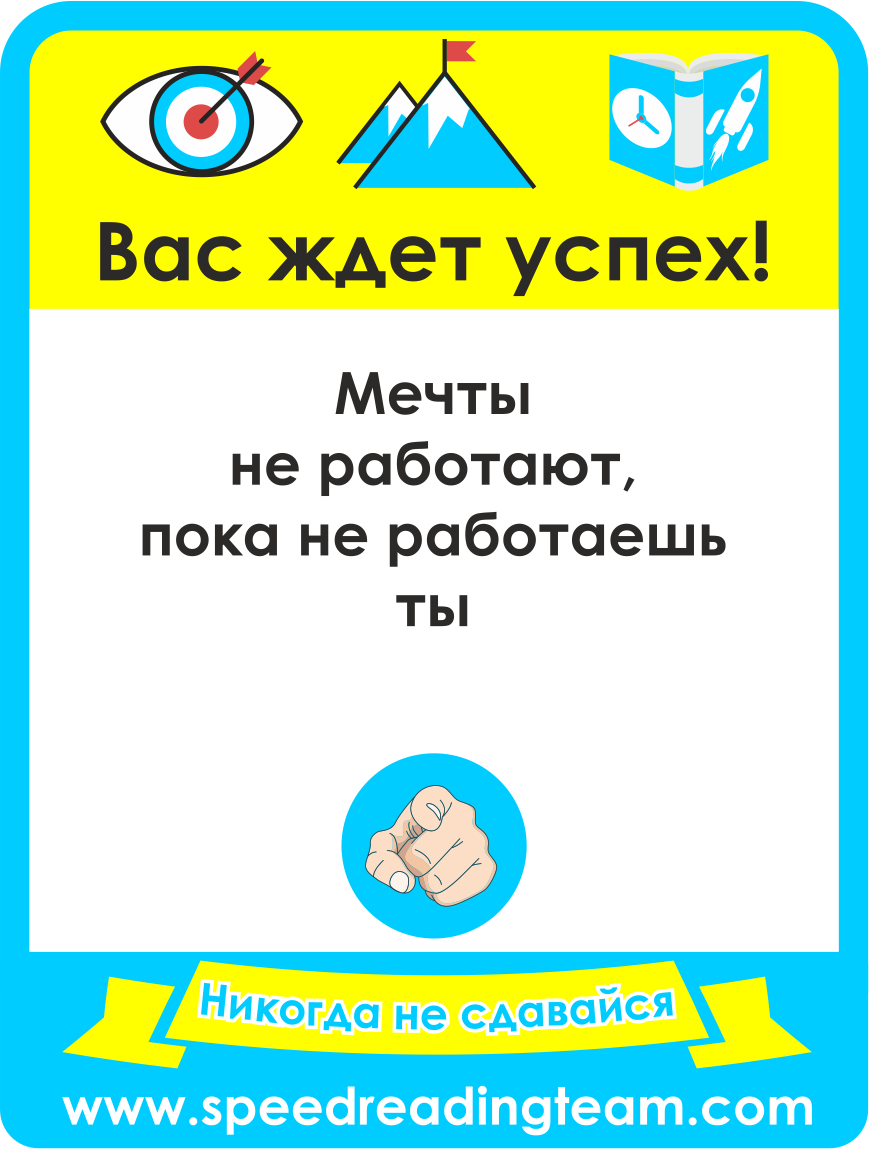 Вас ждет успех!
Мечты
не работают,
пока не работаешь
ты
Никогда не сдавайся
www.speedreadingteam.com